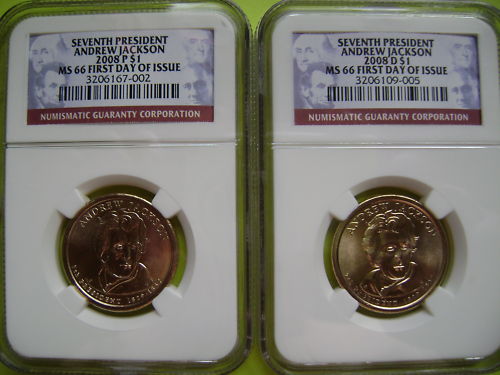 SEVENTH PRESIDENT
ANDREW JACKSON
2008 P $1
MS 66 FIRST DAY OF ISSUE
3206167-002
NUMISMATIC GUARANTY CORPORATION
ANDREW JACKSON
PRESIDENT
SEVENTH PRESIDENT
ANDREW JACKSON
2008 D $1
MS 66 FIRST DAY OF ISSUE
3206109-005
NUMISMATIC GUARANTY CORPORATION
ANDREW JACKSON
PRESIDENT